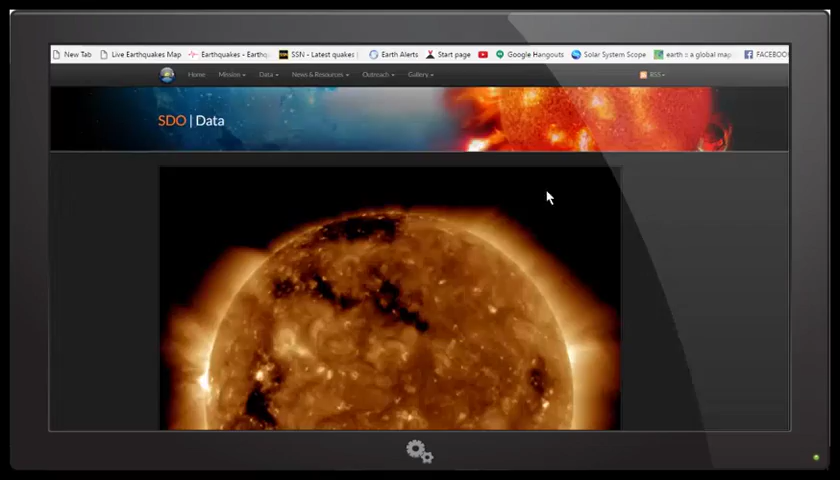 New Tab Live Earthquakes Map Earthquakes - Earthq SSN - Latest quakes Earth Alerts Start page Google Hangouts Solar System Scope earth :: a global map FACEBOO
Home Mission Data News & Resources Outreach Gallery RSS
SDO | Data